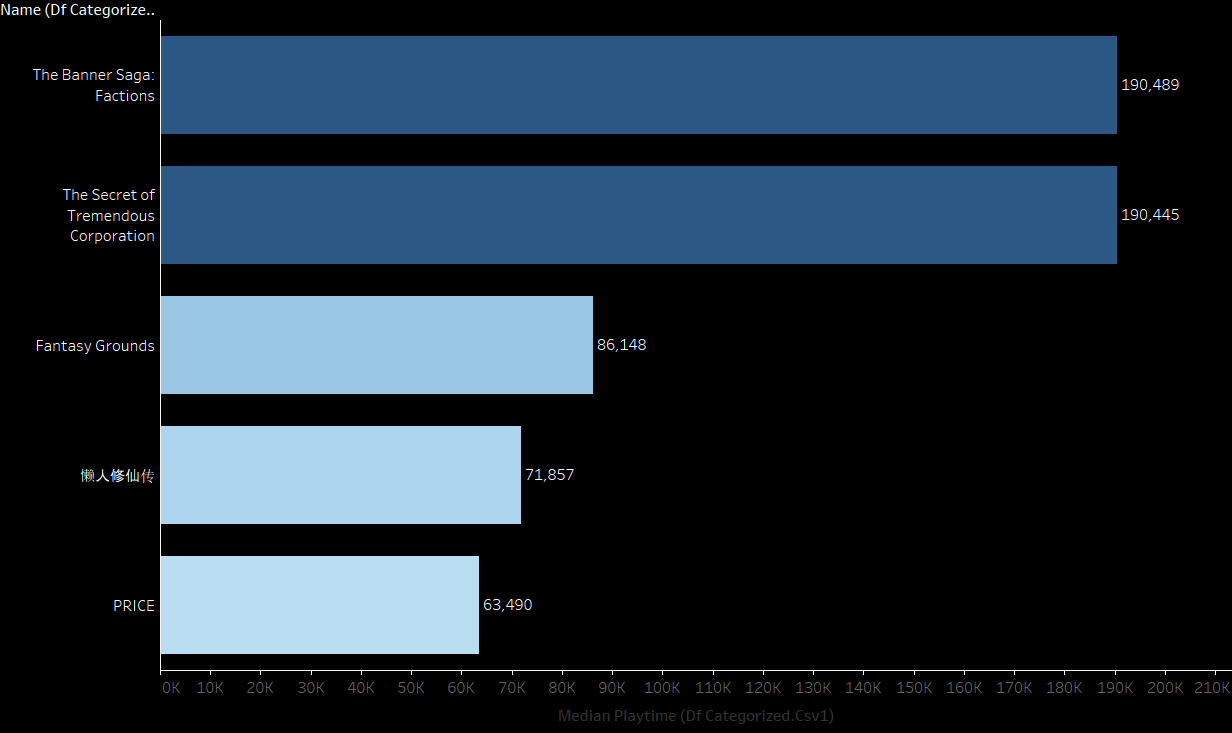 Name (Df Categorize..
The Banner Saga:
Factions
190,489
The Secret of
Tremendous
Corporation
190,445
Fantasy Grounds
86,148
懒人修仙传
71,857
PRICE
63,490
0K 10K 20K 30K 40K 50K 60K 70K 80K 90K 100K 110K 120K 130K 140K 150K 160K 170K 180K 190K 200K 210K
Median Playtime (Df Categorized.Csv1)